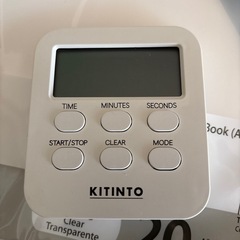 TIME MINUTES SECONDS
START/STOP CLEAR MODE
KITINTO
Book (A
Clear
Transparente
20